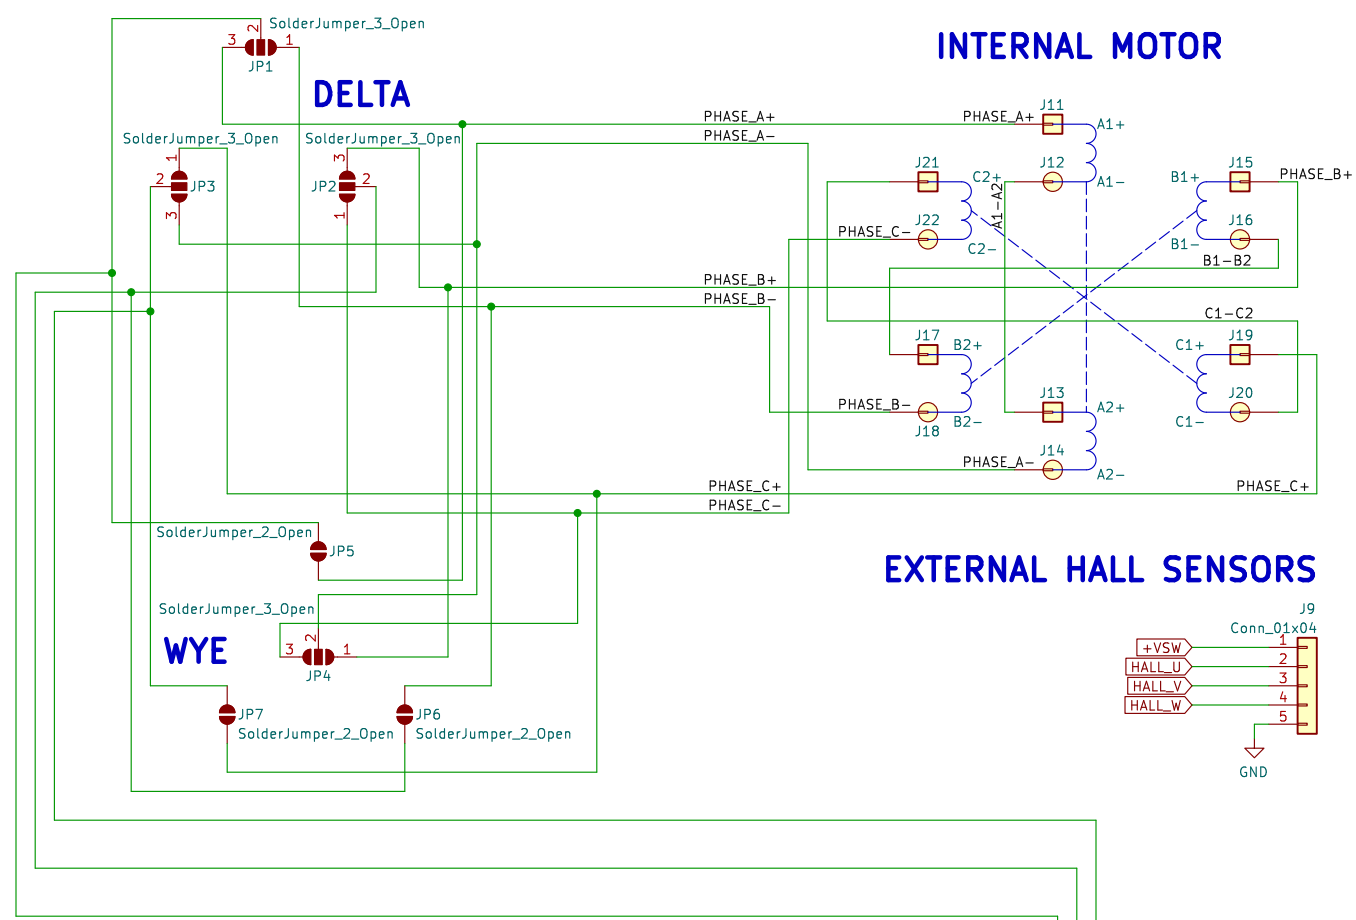 SolderJumper_3_Open
2
3
1
JP1
INTERNAL MOTOR
DELTA
J11
PHASE_A+
PHASE_A+
A1+
PHASE_A-
SolderJumper_3_Open
SolderJumper_3_Open
1
3
2
JP3
JP2
2
3
1
J12
A1-
A1-A2
J21
C2+
B1+
J15
PHASE_B+
J22
PHASE_C-
C2-
B1-
J16
B1-B2
PHASE_B+
PHASE_B-
C1-C2
J17
B2+
C1+
J19
PHASE_B-
J18
B2-
J13
A2+
C1-
J20
J14
PHASE_A-
A2-
PHASE_C+
PHASE_C+
PHASE_C-
SolderJumper_2_Open
JP5
EXTERNAL HALL SENSORS
SolderJumper_3_Open
J9
Conn_01x04
WYE
2
3
1
JP4
+VSW
1
HALL_U
2
HALL_V
3
HALL_W
4
5
GND
JP7
SolderJumper_2_Open
JP6
SolderJumper_2_Open